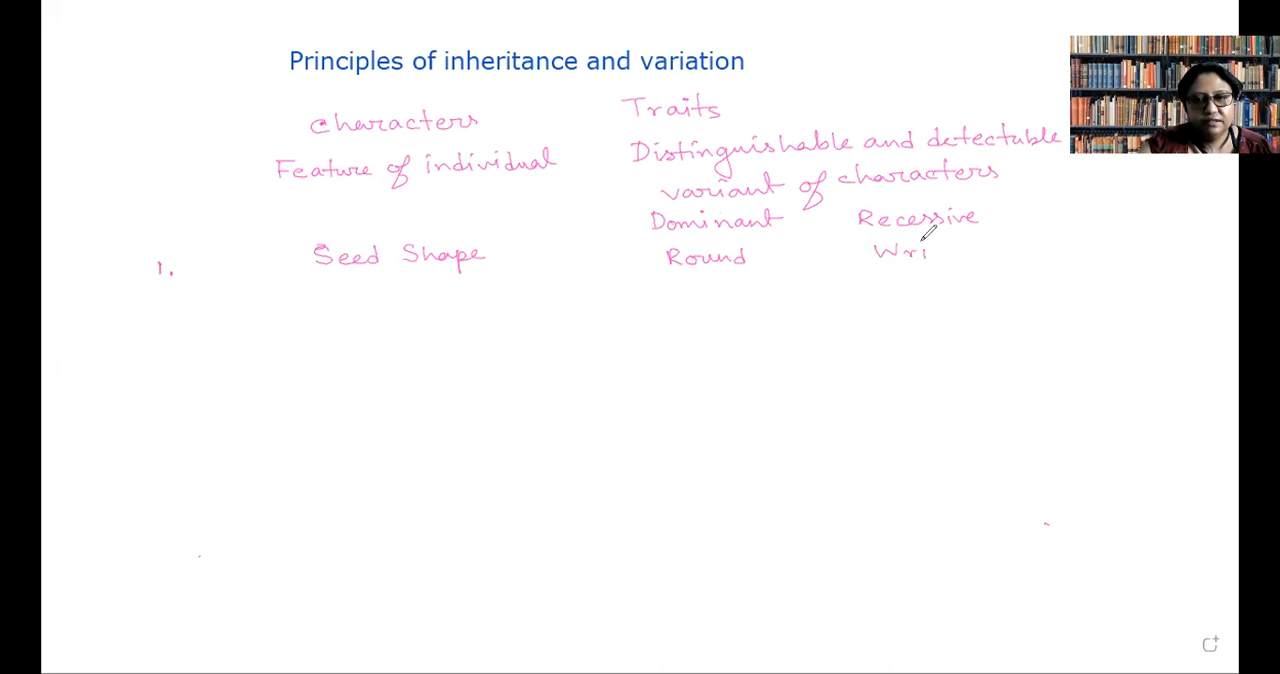 Principles of inheritance and variation
Characters
Traits
Feature of individual
Distinguishable and detectable
variant of characters
Dominant Recessive
1. Seed Shape Round Wri